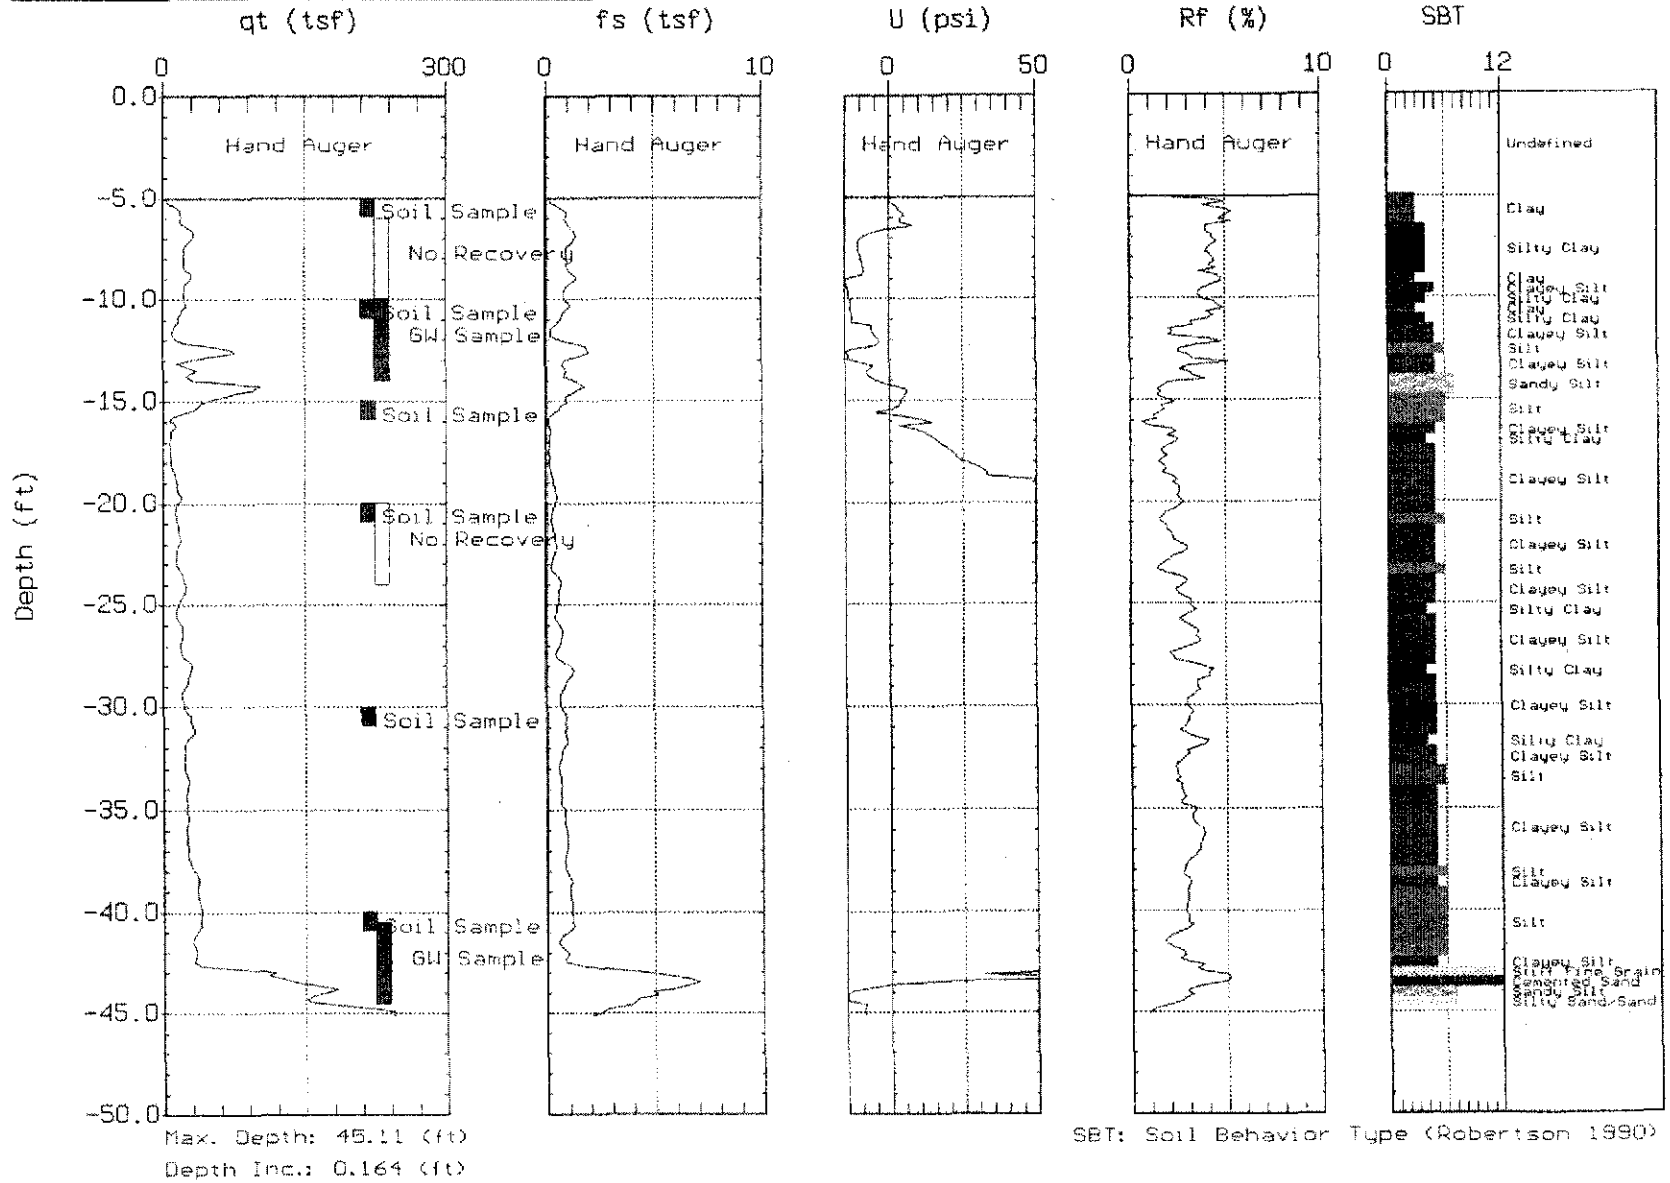 qt (tsf)
fs (tsf)
U (psi)
Rf (%)
SBT
0
300
0
10
0
50
0
10
0
12
Depth (ft)
0.0
-5.0
-10.0
-15.0
-20.0
-25.0
-30.0
-35.0
-40.0
-45.0
-50.0
Hand Auger
Hand Auger
Hand Auger
Hand Auger
Soil Sample
No Recovery
Soil Sample
GW Sample
Soil Sample
Soil Sample
No Recovery
Soil Sample
Soil Sample
GW Sample
Undefined
Clay
Silty Clay
Clay
Clayey Silt
Silty Clay
Clay
Silty Clay
Clayey Silt
Silt
Clayey Silt
Sandy Silt
Silt
Clayey Silt
Silty Clay
Clayey Silt
Silt
Clayey Silt
Silt
Clayey Silt
Silty Clay
Clayey Silt
Silty Clay
Clayey Silt
Silty Clay
Clayey Silt
Silt
Clayey Silt
Silt
Clayey Silt
Silt
Clayey Silt
Stiff Fine Grain
Cemented Sand
Sandy Silt
Silty Sand/Sand
Max. Depth: 45.11 (ft)
Depth Inc.: 0.164 (ft)
SBT: Soil Behavior Type (Robertson 1990)